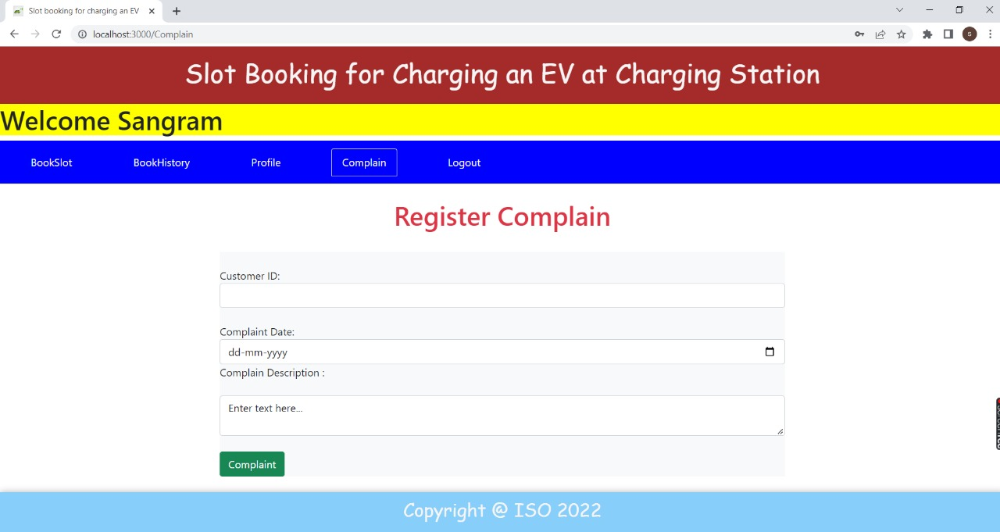 Slot booking for charging an EV
localhost:3000/Complain
S
Slot Booking for Charging an EV at Charging Station
Welcome Sangram
BookSlot BookHistory Profile Complain Logout
Register Complain
Customer ID:
Complaint Date:
dd-mm-yyyy
Complain Description :
Enter text here...
Complaint
Copyright @ ISO 2022